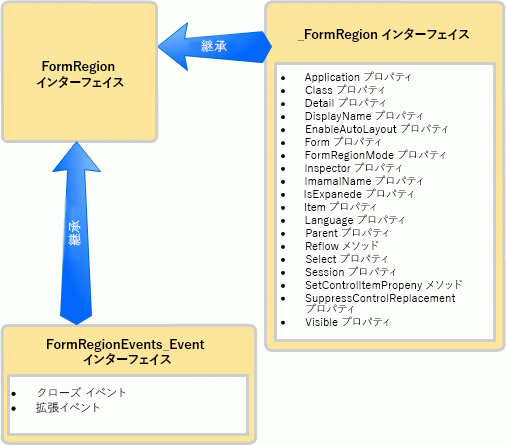 FormRegion
インターフェイス
継承
_FormRegion インターフェイス
• Application プロパティ
• Class プロパティ
• Detail プロパティ
• DisplayName プロパティ
• EnableAutoLayout プロパティ
• Form プロパティ
• FormRegionMode プロパティ
• Inspector プロパティ
• ImamalName プロパティ
• IsExpanede プロパティ
• Item プロパティ
• Language プロパティ
• Parent プロパティ
• Reflow メソッド
• Select プロパティ
• Session プロパティ
• SetControlItemPropeny メソッド
• SuppressControlReplacement
プロパティ
• Visible プロパティ
継承
FormRegionEvents_Event
インターフェイス
• クローズ イベント
• 拡張イベント